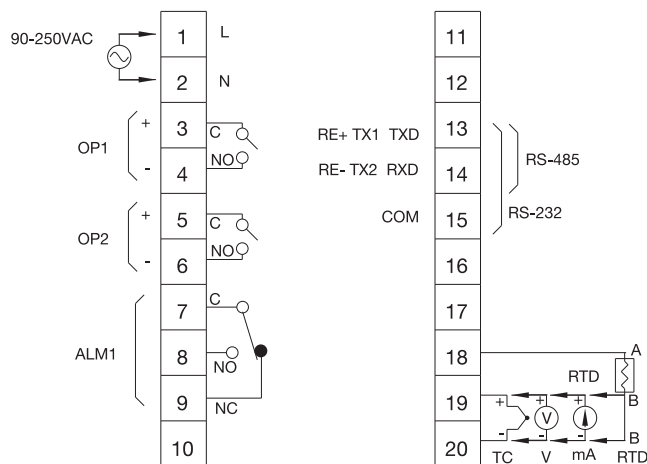 90-250VAC
1 L
2 N
OP1
+ 3 C
- 4 NO
OP2
+ 5 C
- 6 NO
ALM1
7 C
8 NO
9 NC
10
11
12
RE+ TX1 TXD 13
RE- TX2 RXD 14
RS-485
COM 15 RS-232
16
17
18 A
RTD
19 + + + B
V
20 - - - B
TC V mA RTD